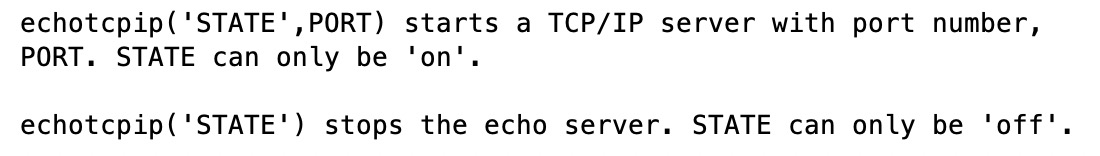 echotcpip('STATE',PORT) starts a TCP/IP server with port number,
PORT. STATE can only be 'on'.
echotcpip('STATE') stops the echo server. STATE can only be 'off'.